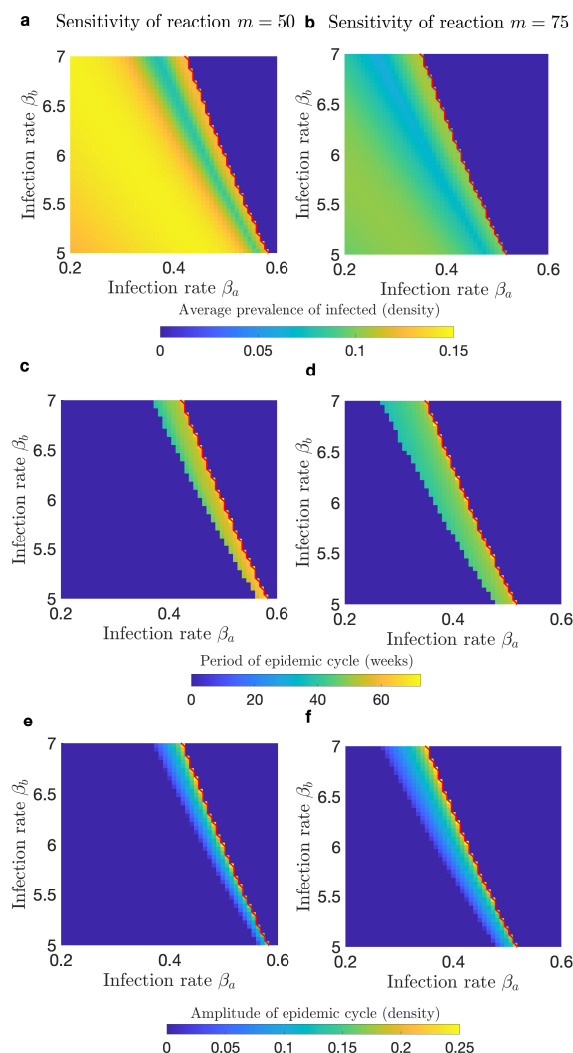 a Sensitivity of reaction m = 50 b Sensitivity of reaction m = 75
7 7
6.5 6.5
6 6
5.5 5.5
5 5
Infection rate βb Infection rate βb
0.2 0.4 0.6 0.2 0.4 0.6
Infection rate βa Infection rate βa
Average prevalence of infected (density)
0 0.05 0.1 0.15
c d
7 7
6.5 6.5
6 6
5.5 5.5
5 5
Infection rate βb Infection rate βb
0.2 0.4 0.6 0.2 0.4 0.6
Infection rate βa Infection rate βa
Period of epidemic cycle (weeks)
0 20 40 60
e f
7 7
6.5 6.5
6 6
5.5 5.5
5 5
Infection rate βb Infection rate βb
0.2 0.4 0.6 0.2 0.4 0.6
Infection rate βa Infection rate βa
Amplitude of epidemic cycle (density)
0 0.05 0.1 0.15 0.2 0.25